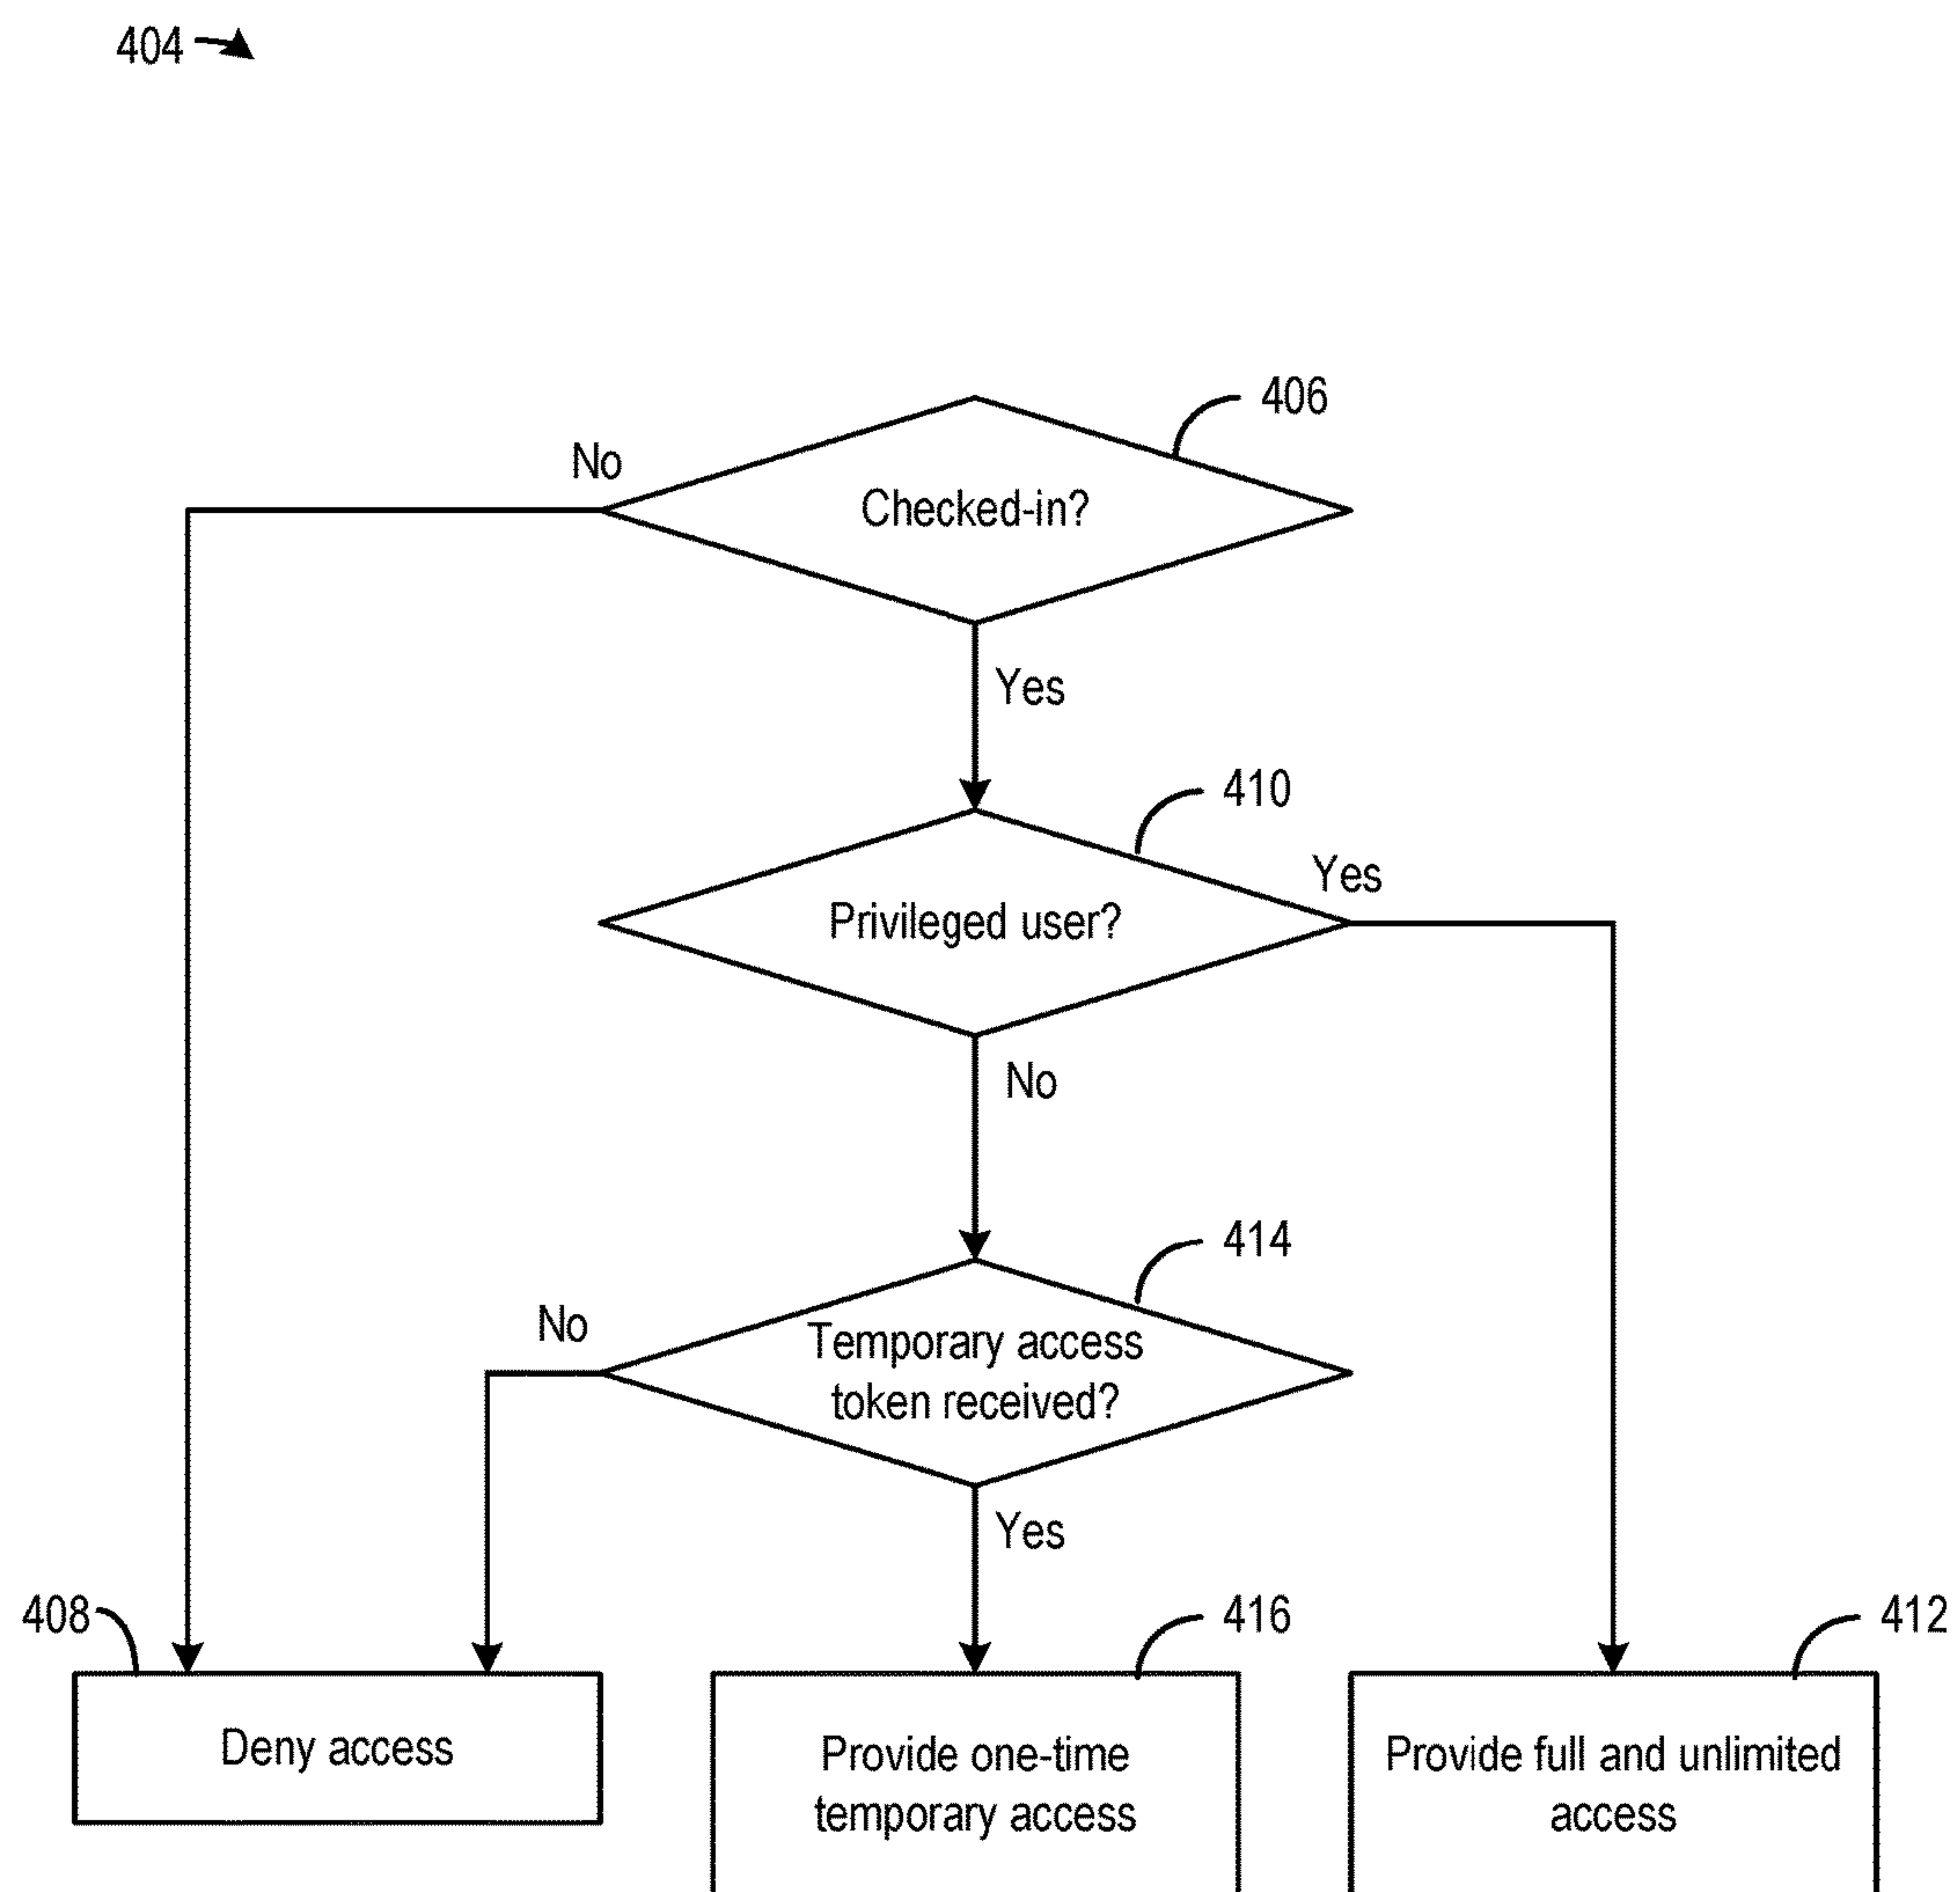 404
406
No
Checked-in?
Yes
410
Yes
Privileged user?
No
414
No
Temporary access
token received?
Yes
408
416
412
Deny access
Provide one-time
temporary access
Provide full and unlimited
access